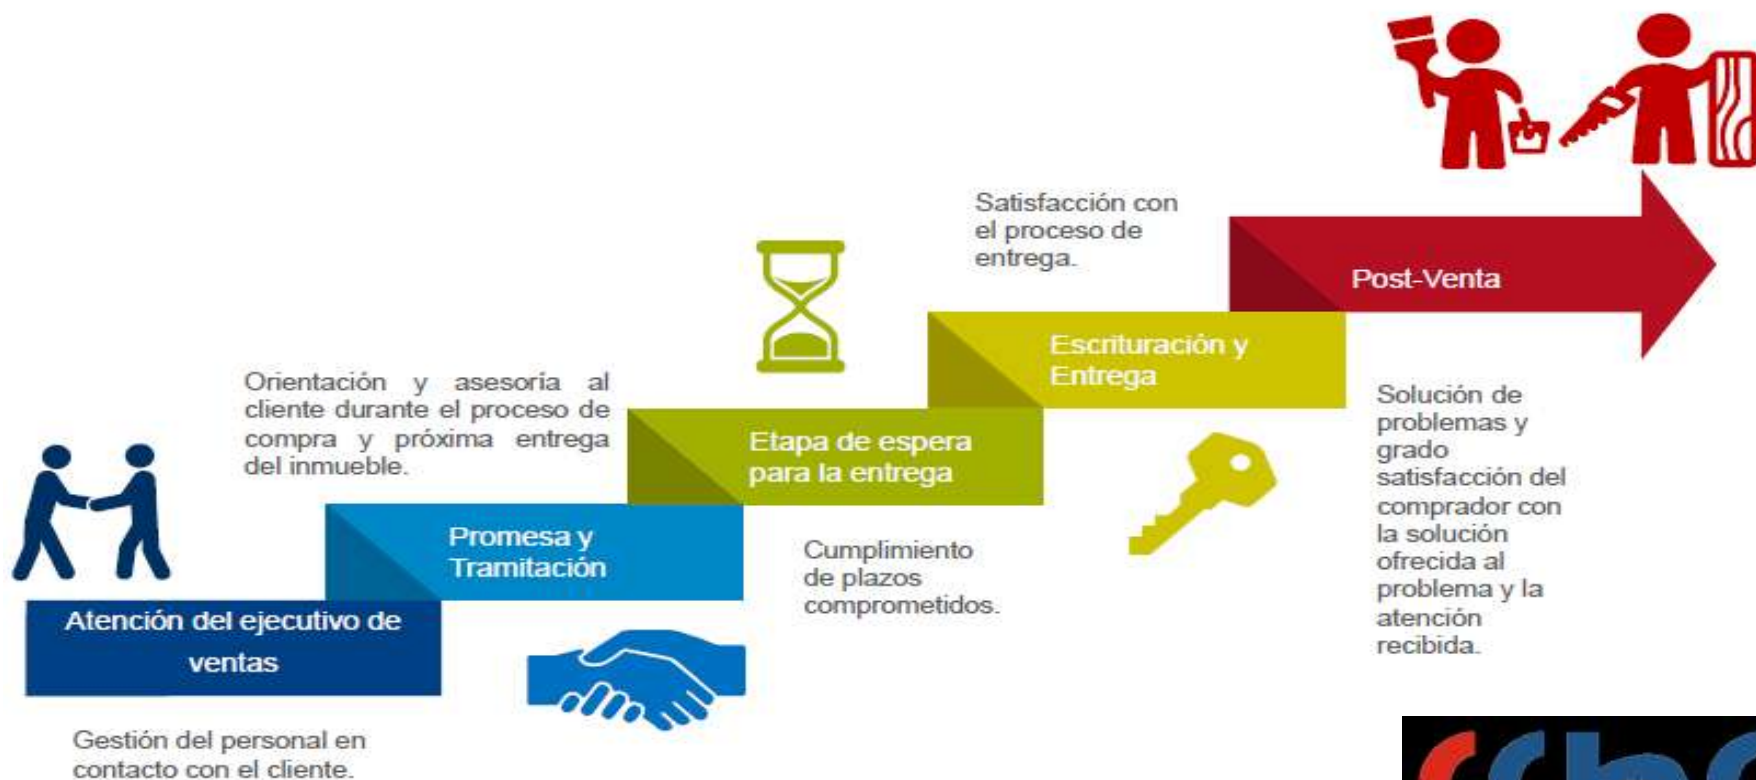 Atención del ejecutivo de
ventas
Gestión del personal en
contacto con el cliente.
Orientación y asesoría al
cliente durante el proceso de
compra y próxima entrega
del inmueble.
Promesa y
Tramitación
Etapa de espera
para la entrega
Cumplimiento
de plazos
comprometidos.
Satisfacción con
el proceso de
entrega.
Escrituración y
Entrega
Post-Venta
Solución de
problemas y
grado
satisfacción del
comprador con
la solución
ofrecida al
problema y la
atención
recibida.